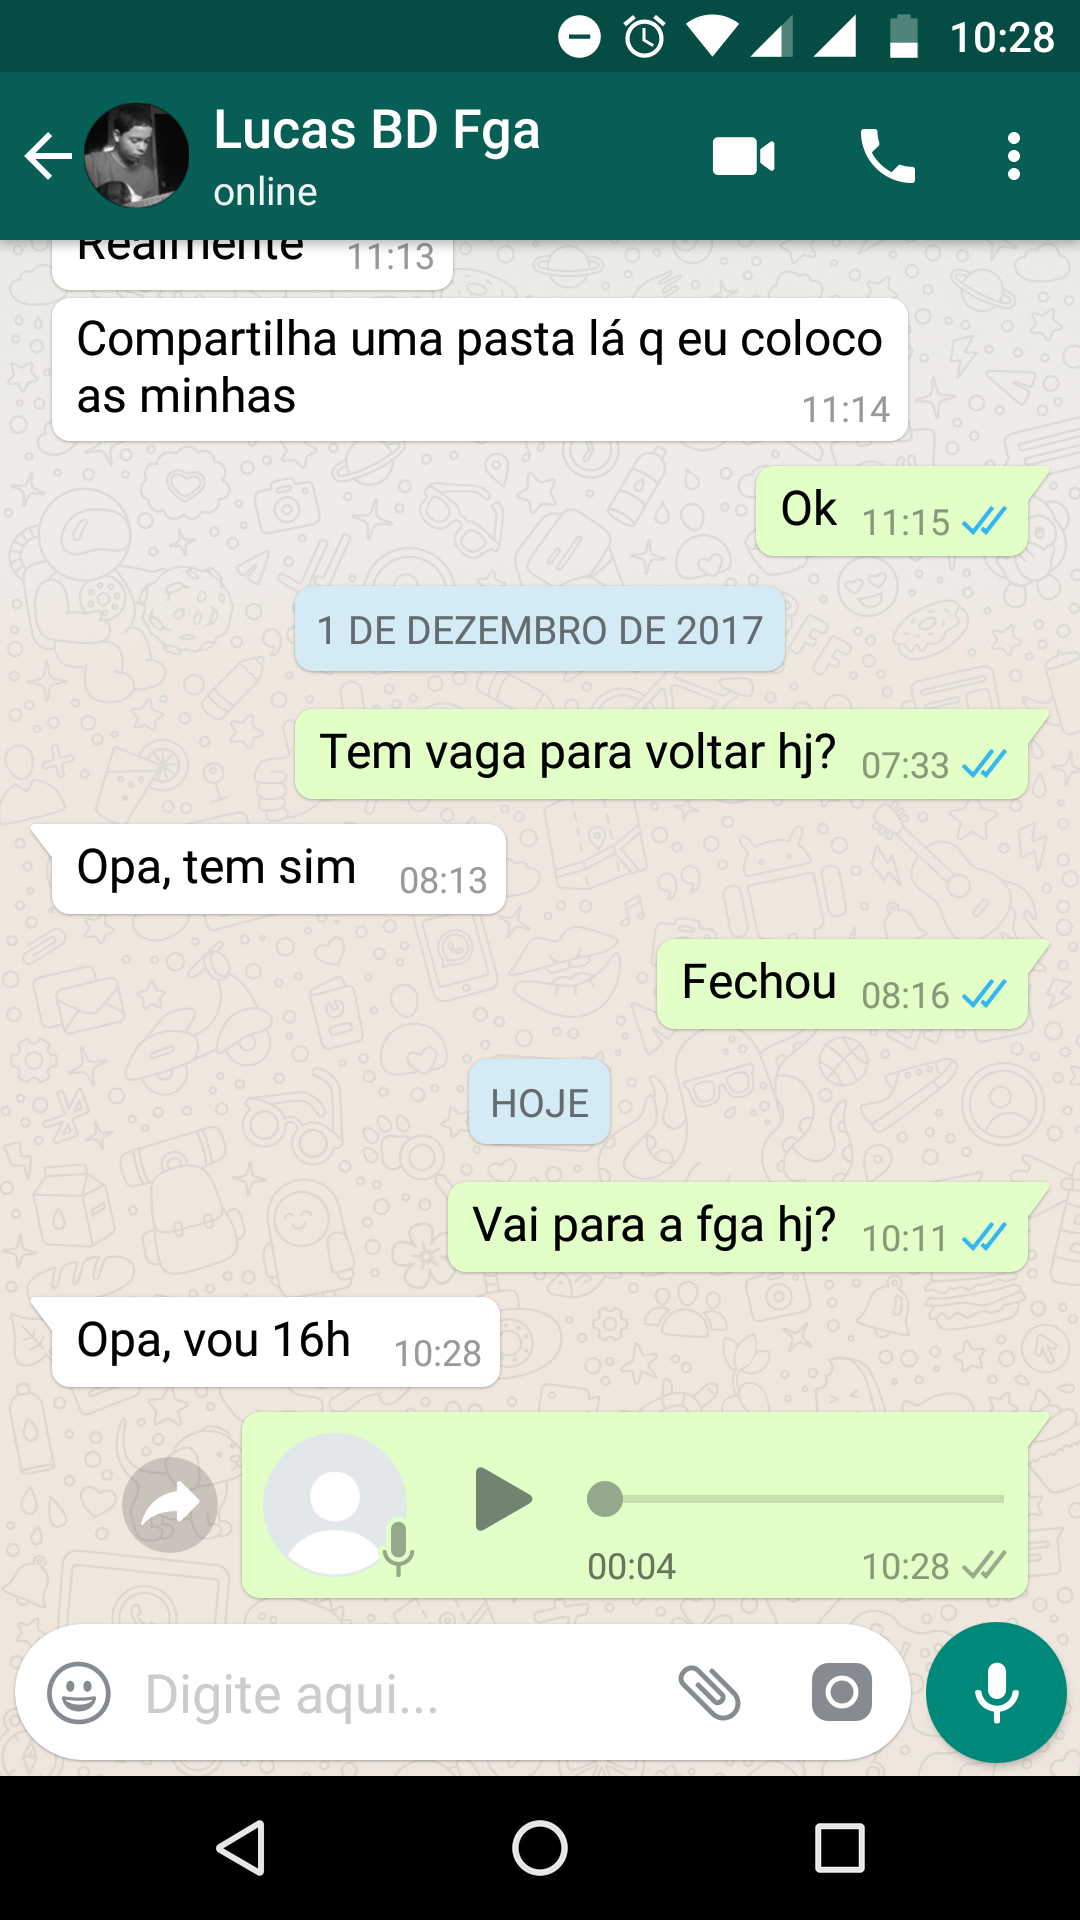 10:28
Lucas BD Fga
online
Realmente 11:13
Compartilha uma pasta lá q eu coloco
as minhas 11:14
Ok 11:15
1 DE DEZEMBRO DE 2017
Tem vaga para voltar hj? 07:33
Opa, tem sim 08:13
Fechou 08:16
HOJE
Vai para a fga hj? 10:11
Opa, vou 16h 10:28
00:04 10:28
Digite aqui...